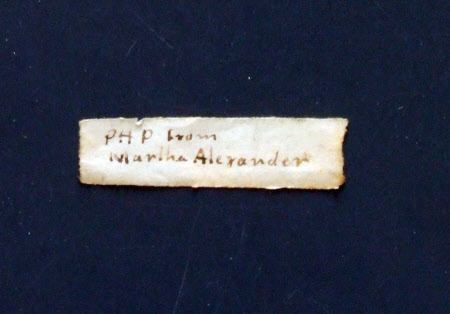 PHP from
Martha Alexander